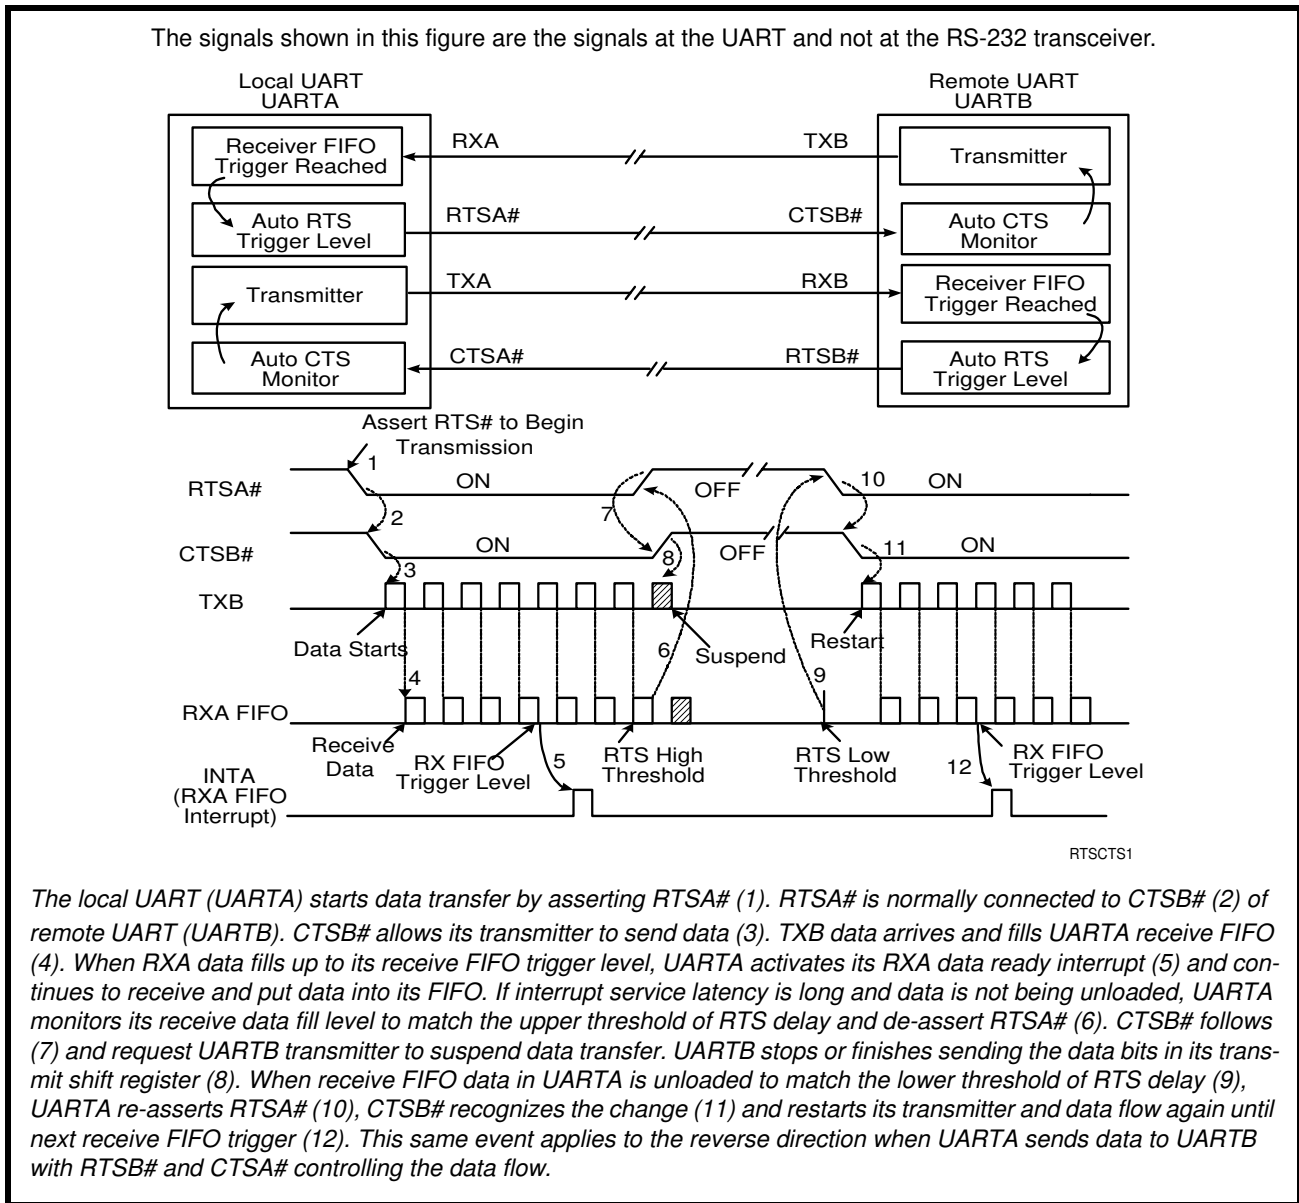 The signals shown in this figure are the signals at the UART and not at the RS-232 transceiver.
Local UART
UARTA
Remote UART
UARTB
Receiver FIFO
Trigger Reached
RXA
TXB
Transmitter
Auto RTS
Trigger Level
RTSA#
CTSB#
Auto CTS
Monitor
Transmitter
TXA
RXB
Receiver FIFO
Trigger Reached
Auto CTS
Monitor
CTSA#
RTSB#
Auto RTS
Trigger Level
Assert RTS# to Begin
Transmission
1
RTSA#
ON
OFF
10
ON
2
7
CTSB#
ON
8
OFF
11
ON
3
TXB
Data Starts
6
Suspend
Restart
4
9
RXA FIFO
Receive
Data
RX FIFO
Trigger Level
5
RTS High
Threshold
RTS Low
Threshold
12
RX FIFO
Trigger Level
INTA
(RXA FIFO
Interrupt)
RTSCTS1
The local UART (UARTA) starts data transfer by asserting RTSA# (1). RTSA# is normally connected to CTSB# (2) of
remote UART (UARTB). CTSB# allows its transmitter to send data (3). TXB data arrives and fills UARTA receive FIFO
(4). When RXA data fills up to its receive FIFO trigger level, UARTA activates its RXA data ready interrupt (5) and con-
tinues to receive and put data into its FIFO. If interrupt service latency is long and data is not being unloaded, UARTA
monitors its receive data fill level to match the upper threshold of RTS delay and de-assert RTSA# (6). CTSB# follows
(7) and request UARTB transmitter to suspend data transfer. UARTB stops or finishes sending the data bits in its trans-
mit shift register (8). When receive FIFO data in UARTA is unloaded to match the lower threshold of RTS delay (9),
UARTA re-asserts RTSA# (10), CTSB# recognizes the change (11) and restarts its transmitter and data flow again until
next receive FIFO trigger (12). This same event applies to the reverse direction when UARTA sends data to UARTB
with RTSB# and CTSA# controlling the data flow.